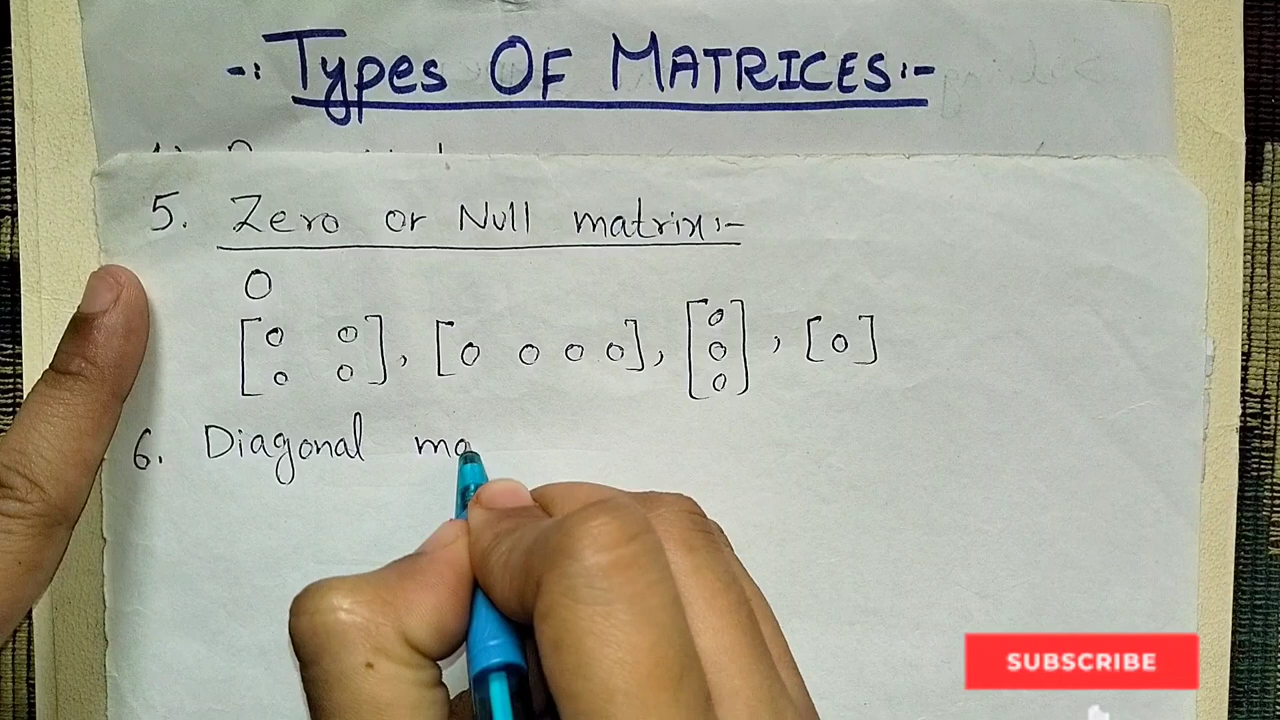 -: Types OF MATRICES:-
5. Zero or Null matrix:-
O
[0 0
0 0], [0 0 0 0], [0
0
0], [0]
6. Diagonal ma
SUBSCRIBE